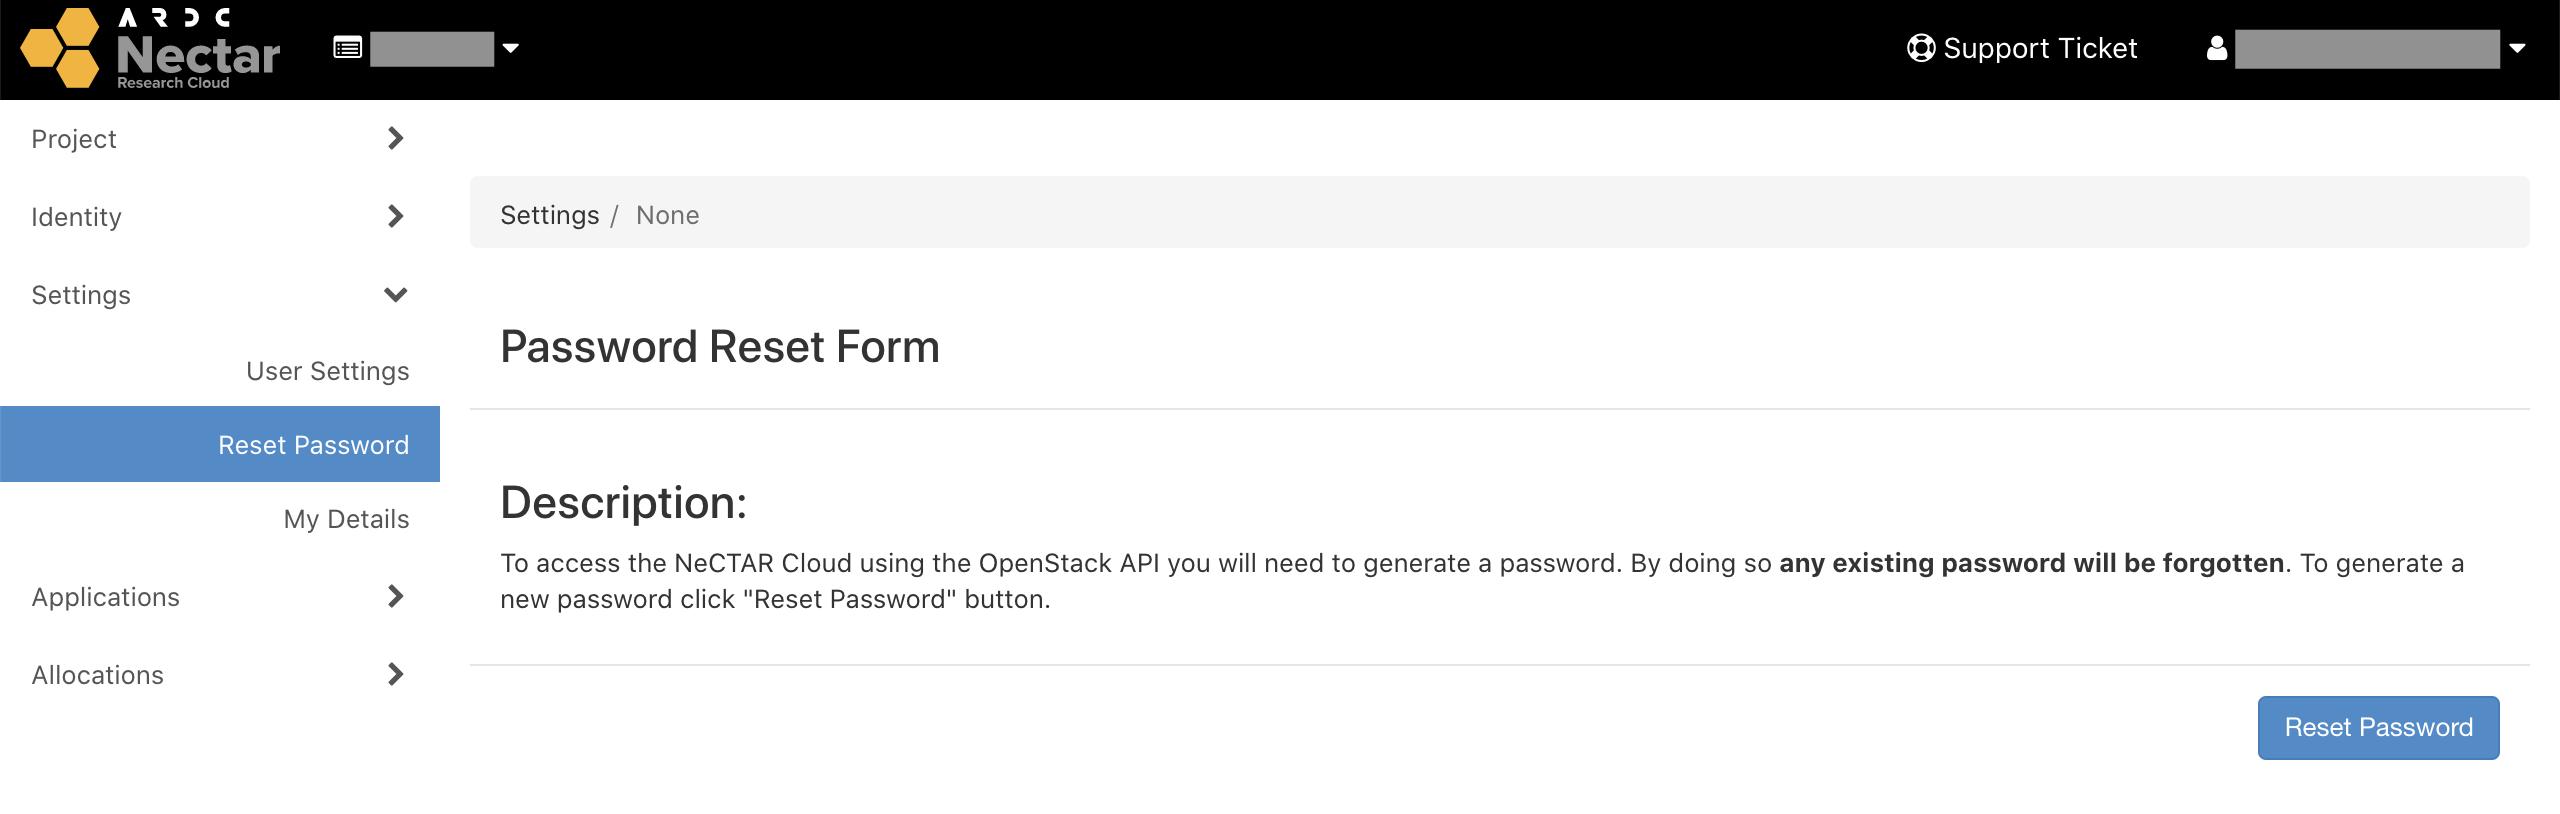 ARDC
Nectar
Research Cloud
Support Ticket
Project
Identity
Settings
User Settings
Reset Password
My Details
Applications
Allocations
Settings / None
Password Reset Form
Description:
To access the NeCTAR Cloud using the OpenStack API you will need to generate a password. By doing so any existing password will be forgotten. To generate a
new password click "Reset Password" button.
Reset Password